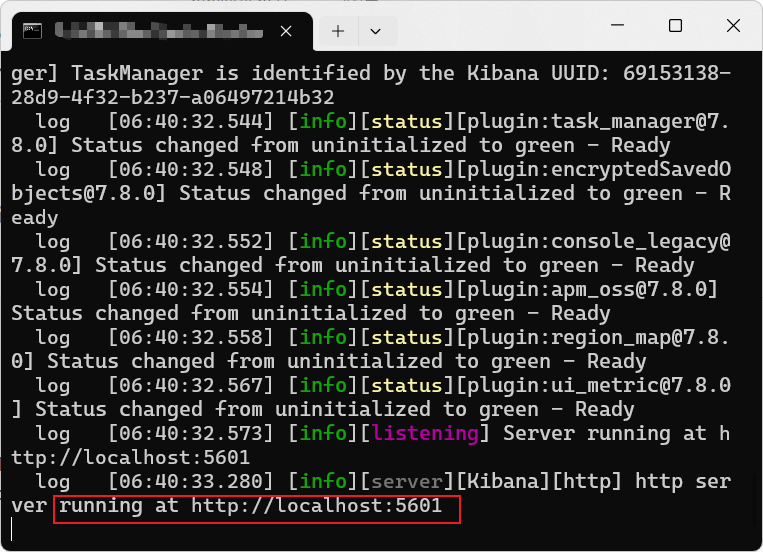 ger] TaskManager is identified by the Kibana UUID: 69153138-
28d9-4f32-b237-a06497214b32
log [06:40:32.544] [info][status][plugin:task_manager@7.
8.0] Status changed from uninitialized to green - Ready
log [06:40:32.548] [info][status][plugin:encryptedSavedO
bjects@7.8.0] Status changed from uninitialized to green - R
eady
log [06:40:32.552] [info][status][plugin:console_legacy@
7.8.0] Status changed from uninitialized to green - Ready
log [06:40:32.554] [info][status][plugin:apm_oss@7.8.0]
Status changed from uninitialized to green - Ready
log [06:40:32.558] [info][status][plugin:region_map@7.8.
0] Status changed from uninitialized to green - Ready
log [06:40:32.567] [info][status][plugin:ui_metric@7.8.0
] Status changed from uninitialized to green - Ready
log [06:40:32.573] [info][listening] Server running at h
ttp://localhost:5601
log [06:40:33.280] [info][server][Kibana][http] http ser
ver running at http://localhost:5601